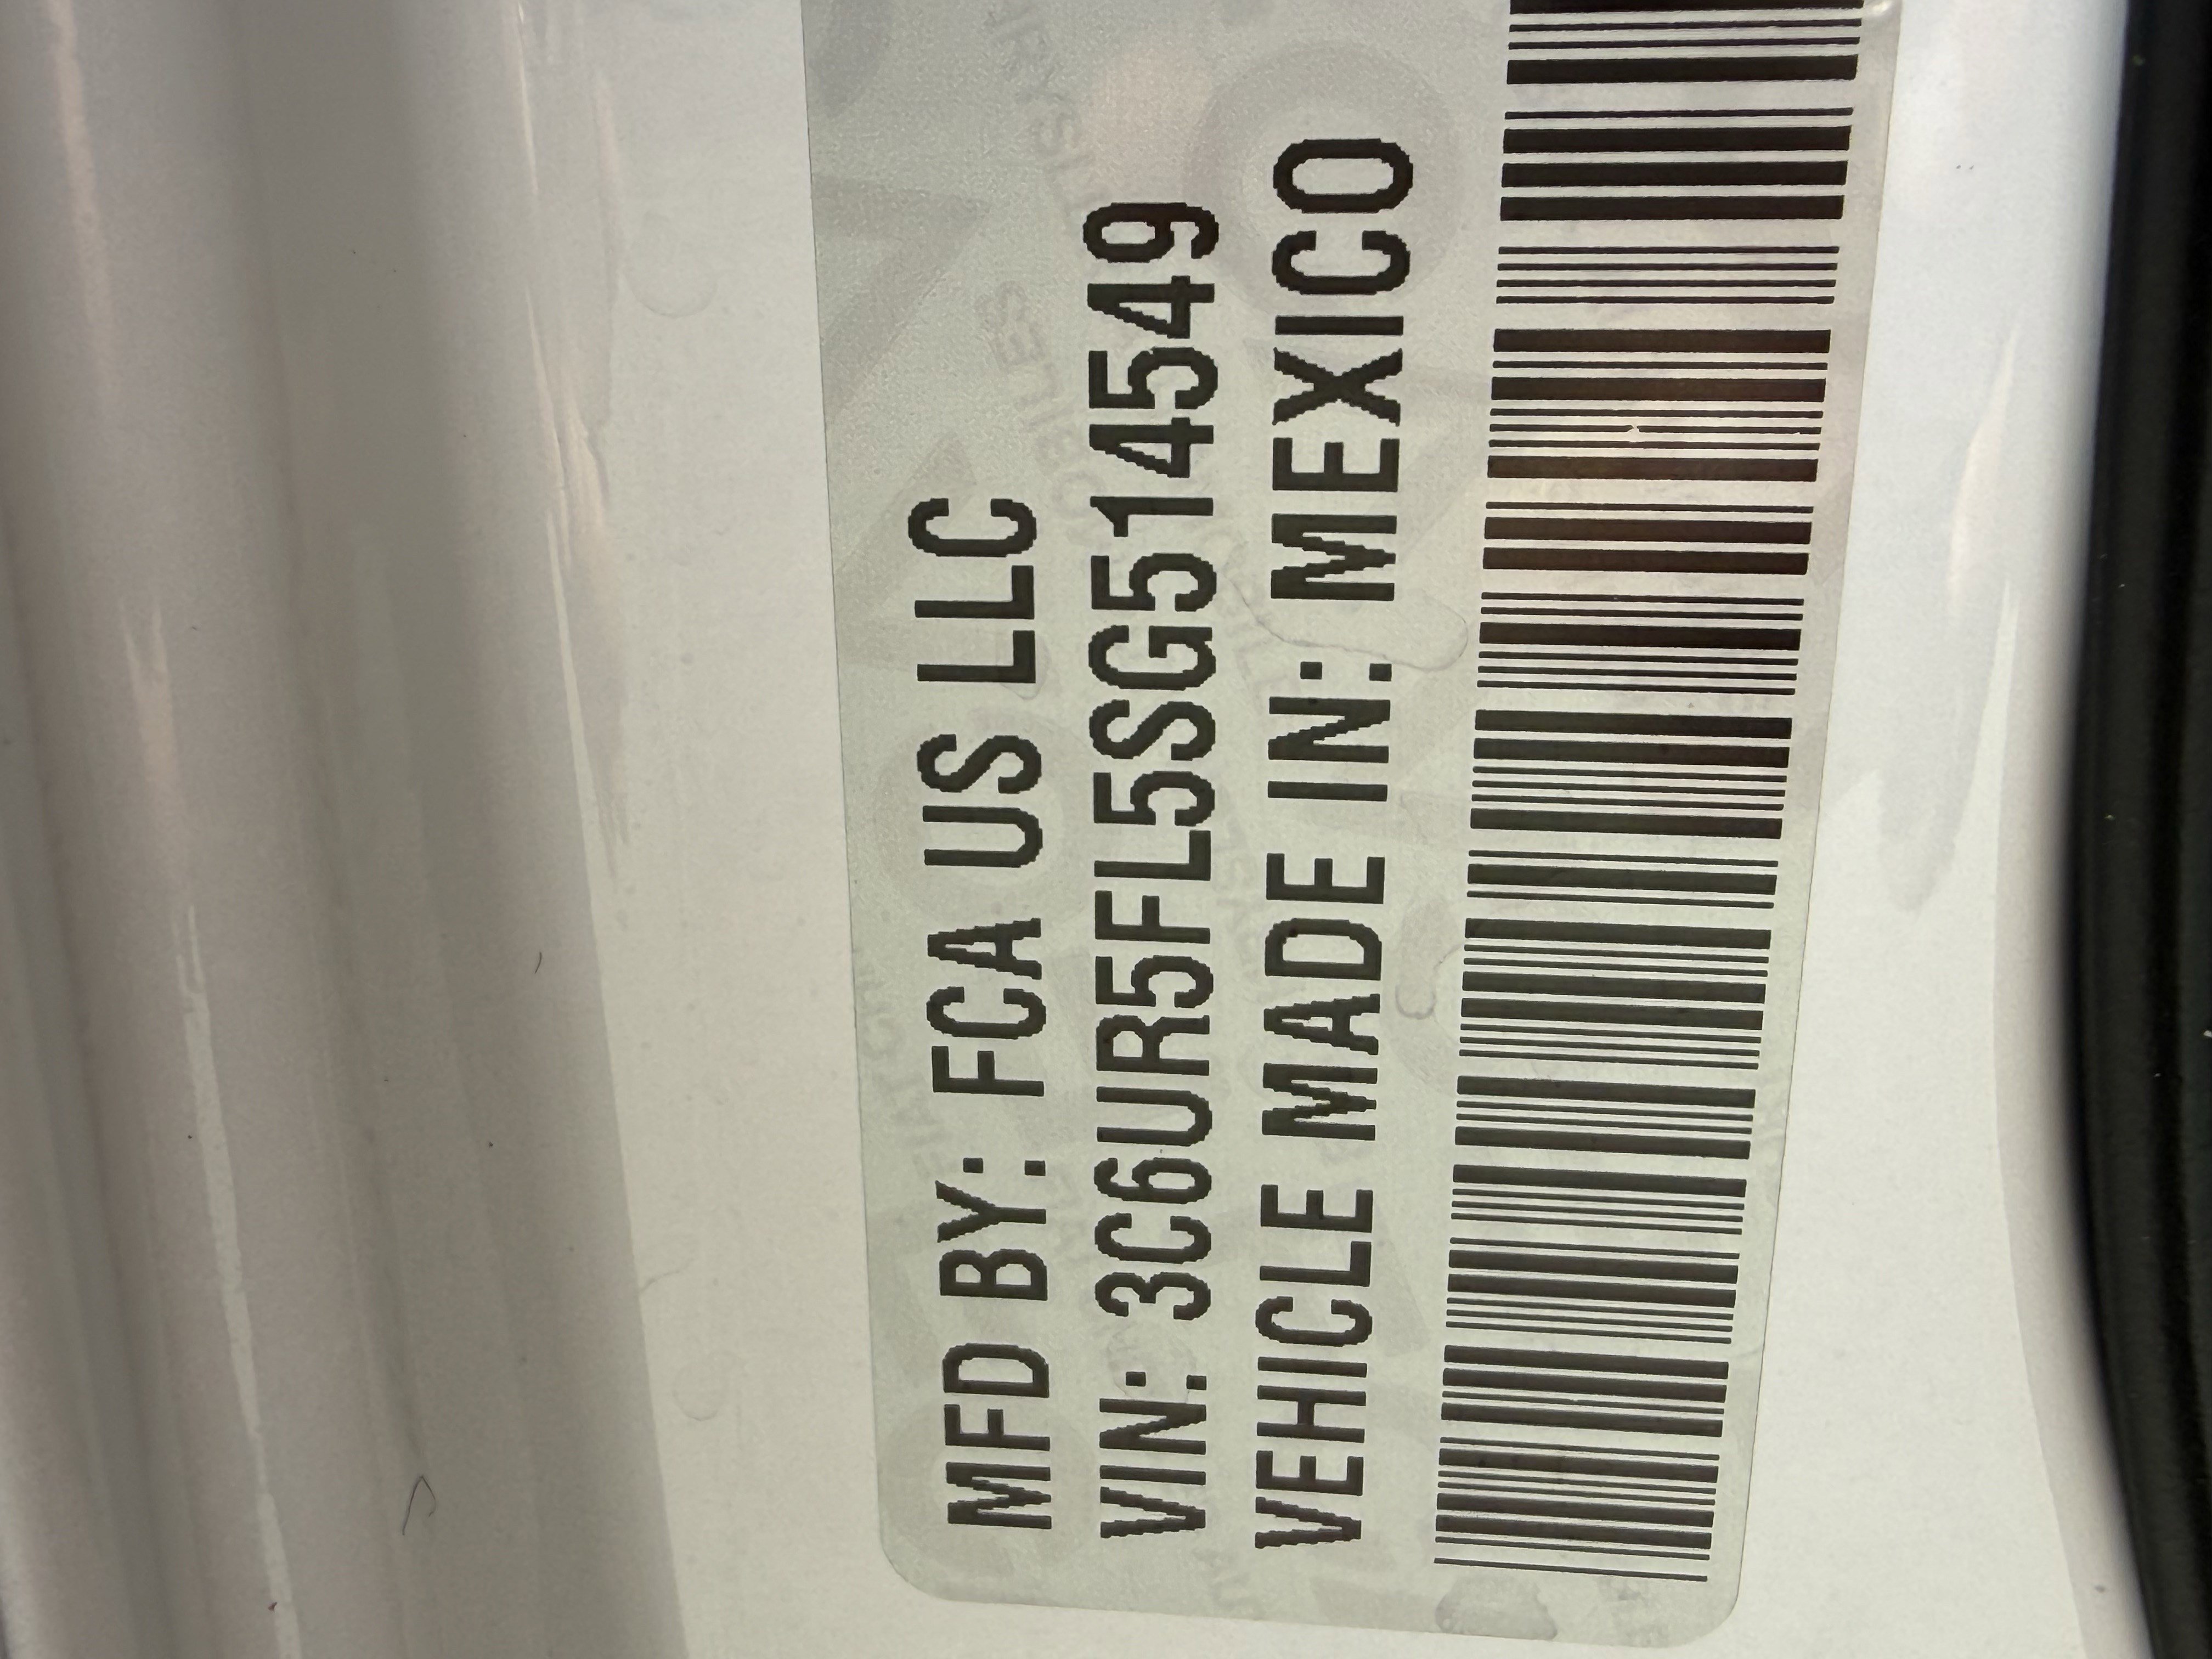 MFD BY: FCA US LLC
VIN: 3C6UR5FL5SG514549
VEHICLE MADE IN: MEXICO